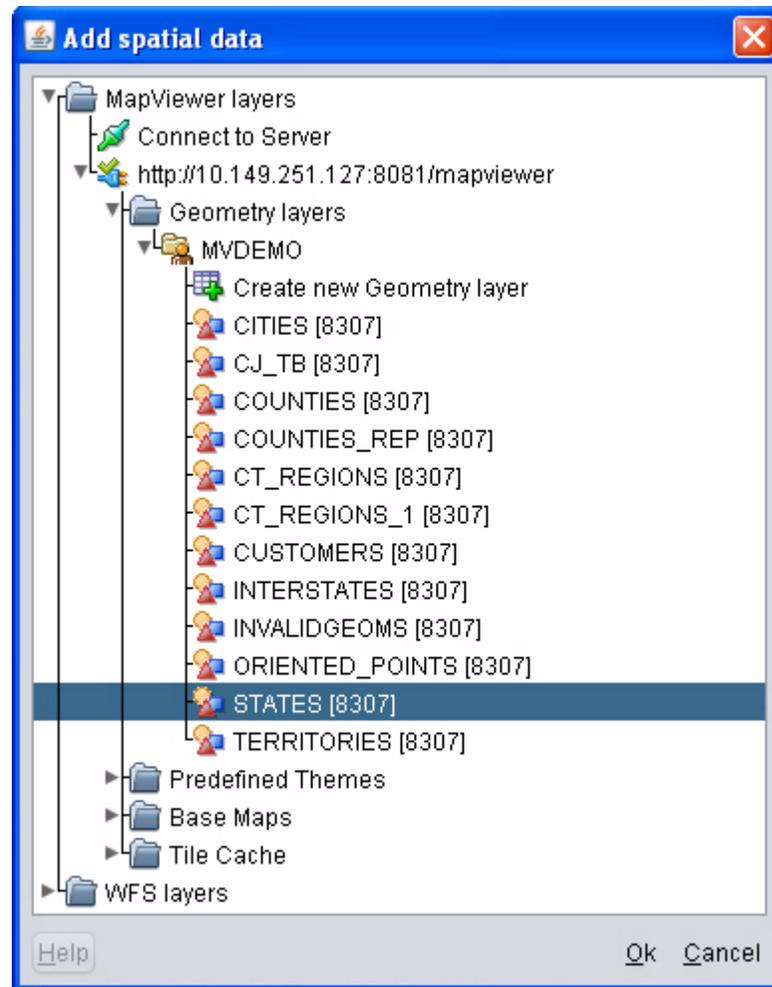 Add spatial data
MapViewer layers
Connect to Server
http://10.149.251.127:8081/mapviewer
Geometry layers
MVDEMO
Create new Geometry layer
CITIES [8307]
CJ_TB [8307]
COUNTIES [8307]
COUNTIES_REP [8307]
CT_REGIONS [8307]
CT_REGIONS_1 [8307]
CUSTOMERS [8307]
INTERSTATES [8307]
INVALIDGEOMS [8307]
ORIENTED_POINTS [8307]
STATES [8307]
TERRITORIES [8307]
Predefined Themes
Base Maps
Tile Cache
WFS layers
Help Ok Cancel